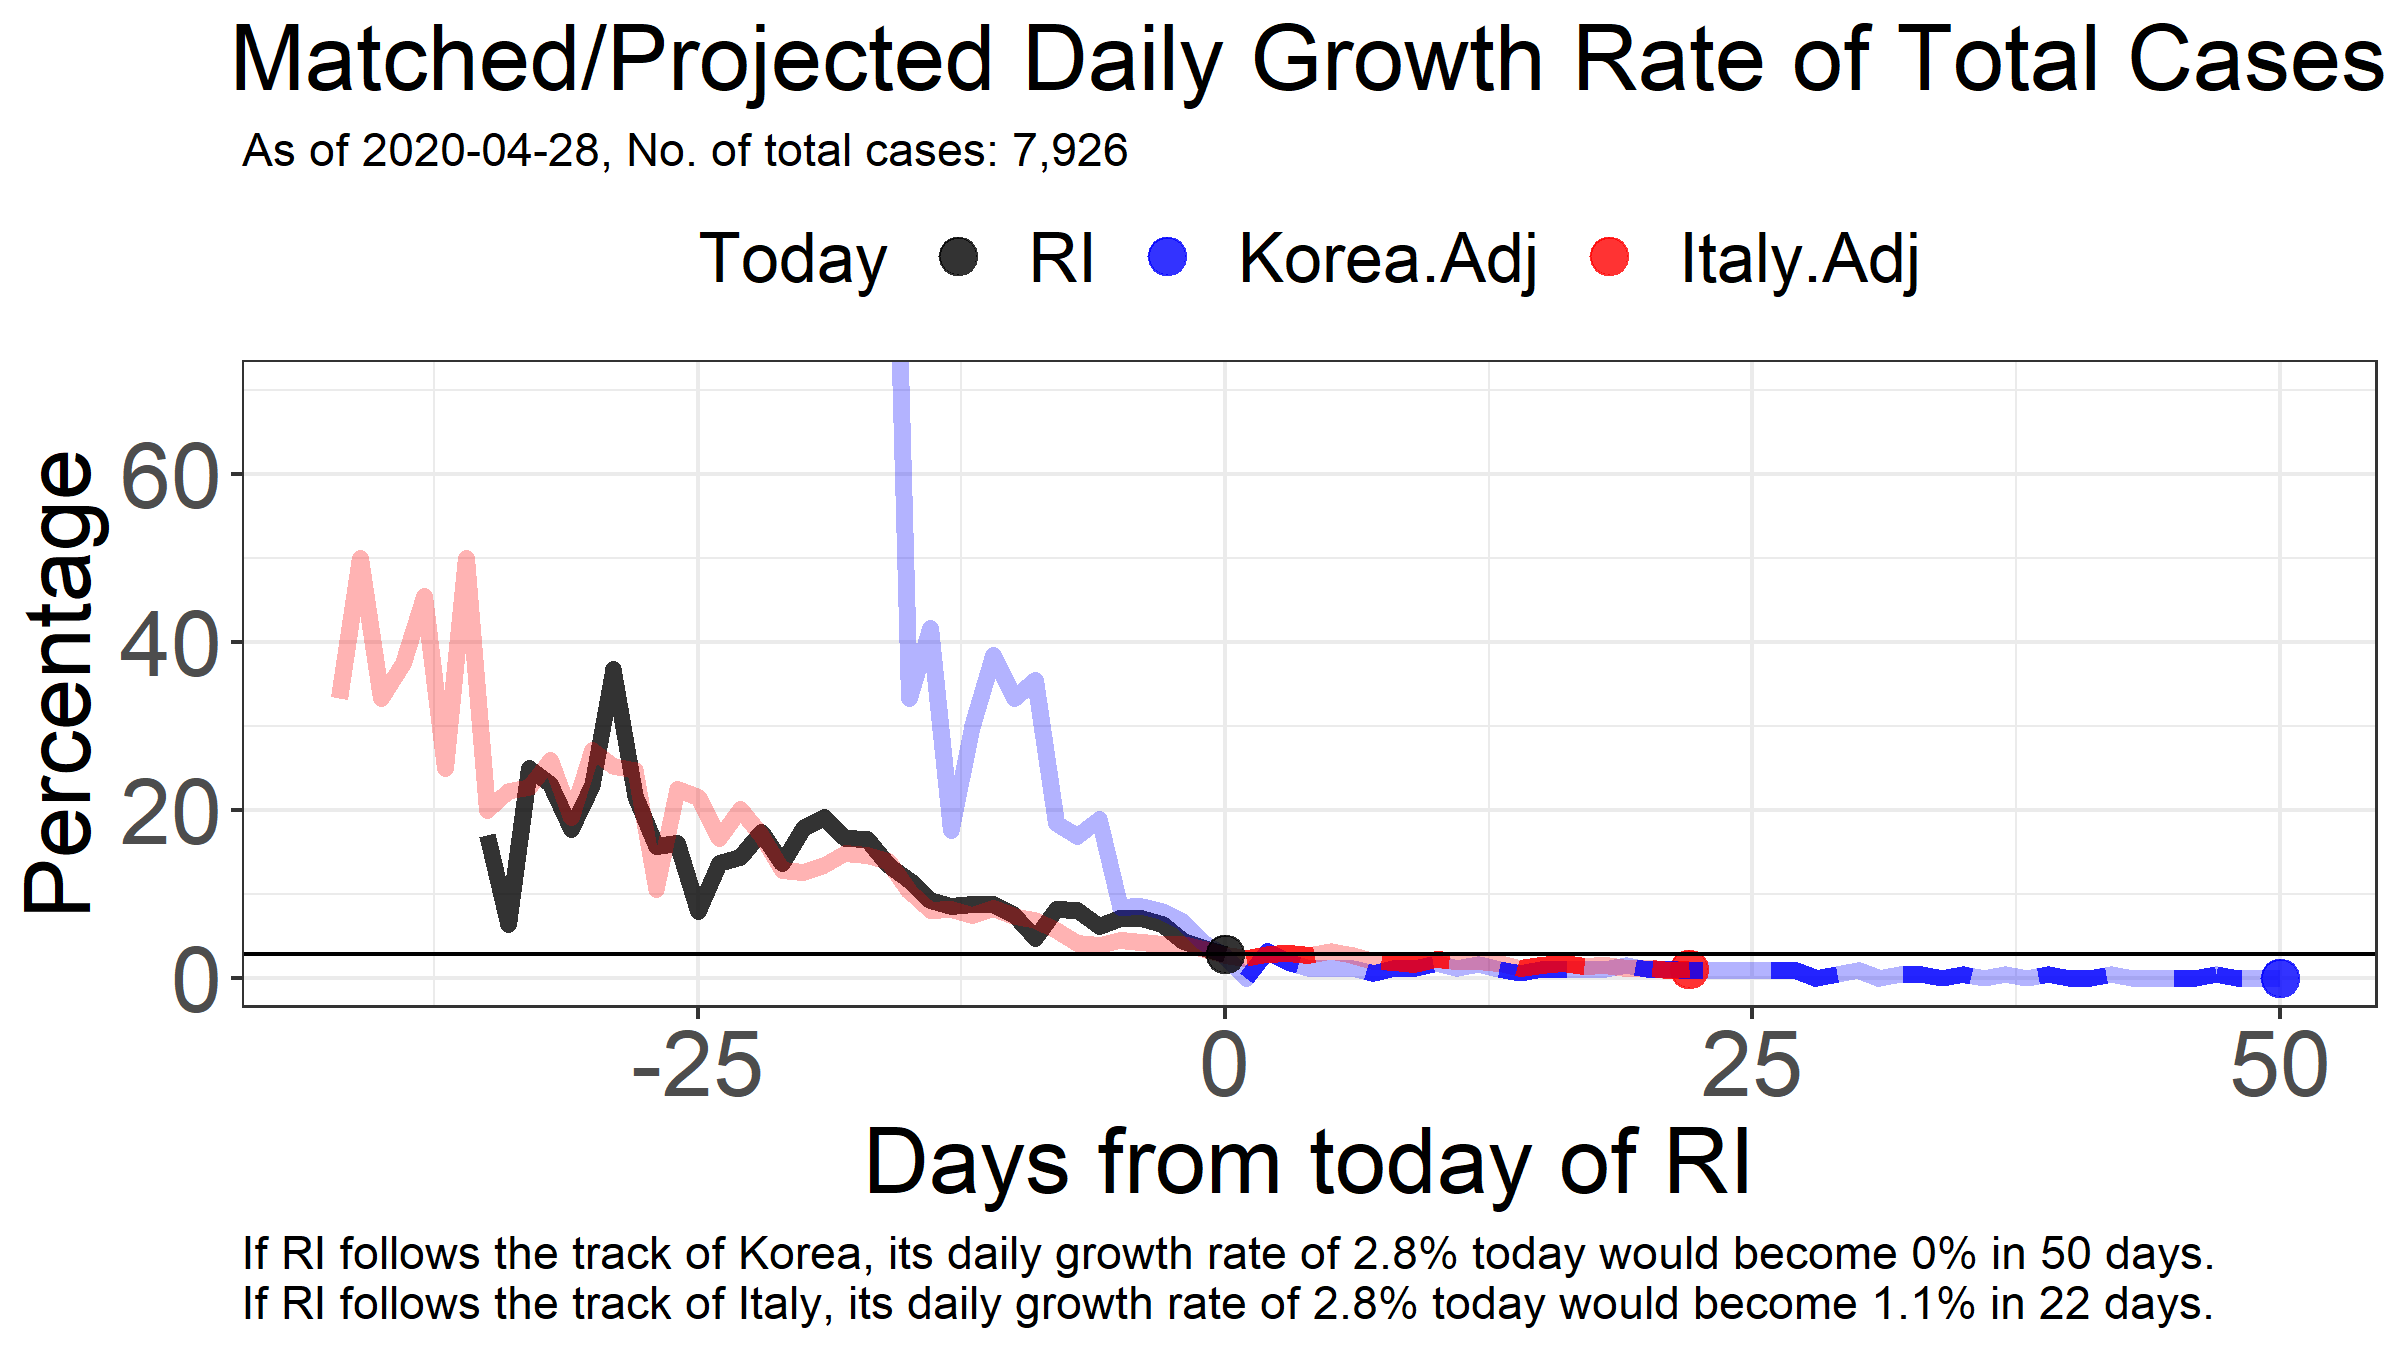 Matched/Projected Daily Growth Rate of Total Cases
As of 2020-04-28, No. of total cases: 7,926
Today RI Korea.Adj Italy.Adj
Percentage
60
40
20
0
-25 0 25 50
Days from today of RI
If RI follows the track of Korea, its daily growth rate of 2.8% today would become 0% in 50 days.
If RI follows the track of Italy, its daily growth rate of 2.8% today would become 1.1% in 22 days.